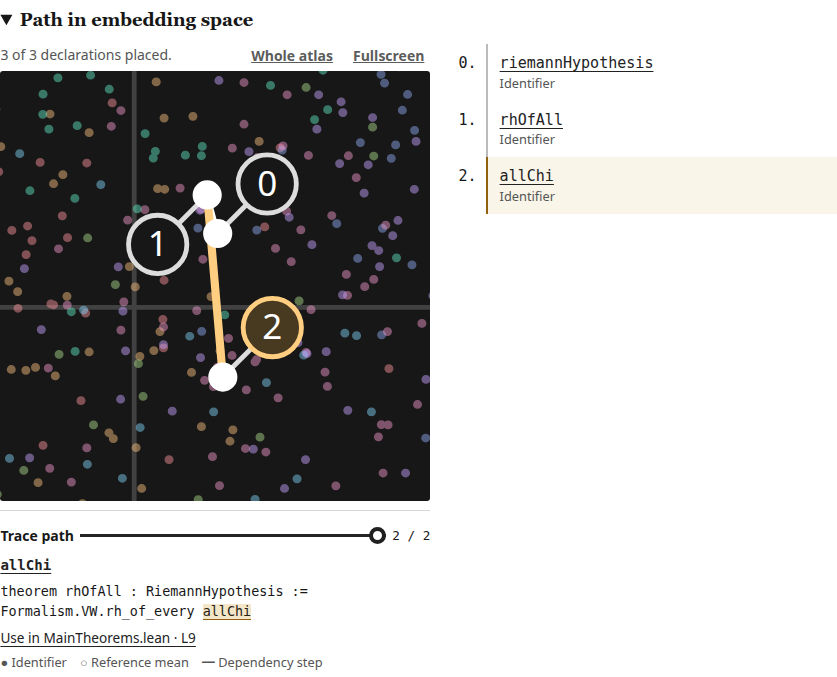 ▼ Path in embedding space
3 of 3 declarations placed. Whole atlas Fullscreen
0
1
2
0. riemannHypothesis
Identifier
1. rhOfAll
Identifier
2. allChi
Identifier
Trace path 2 / 2
allChi
theorem rhOfAll : RiemannHypothesis :=
Formalism.VW.rh_of_every allChi
Use in MainTheorems.lean · L9
● Identifier ○ Reference mean — Dependency step